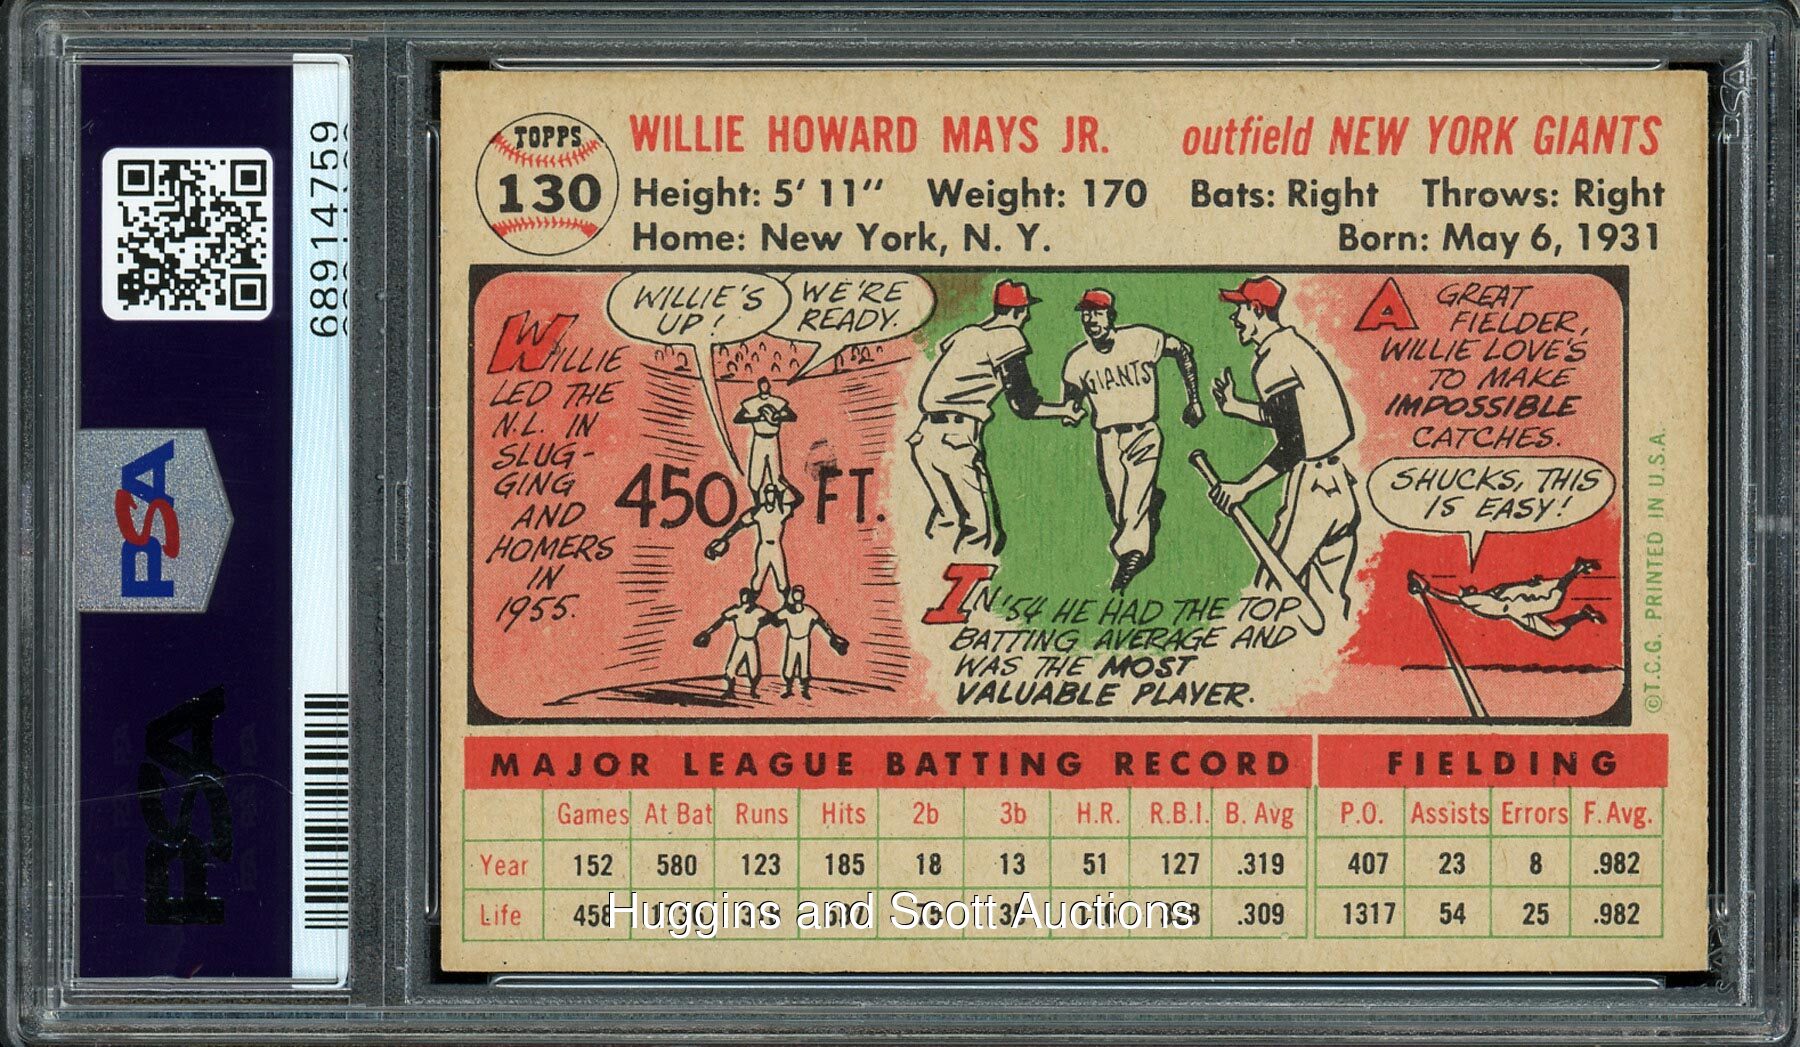 68914759
PSA
PSA
TOPPS
130
WILLIE HOWARD MAYS JR. outfield NEW YORK GIANTS
Height: 5' 11" Weight: 170 Bats: Right Throws: Right
Home: New York, N. Y. Born: May 6, 1931
WILLIE LED THE N.L. IN SLUG-
GING AND HOMERS IN 1955.
WILLIE'S UP!
WE'RE READY.
450 FT.
GIANTS
IN '54 HE HAD THE TOP
BATTING AVERAGE AND
WAS THE MOST
VALUABLE PLAYER.
A GREAT
FIELDER,
WILLIE LOVE'S
TO MAKE
IMPOSSIBLE
CATCHES.
SHUCKS, THIS
IS EASY!
©T.C.G. PRINTED IN U.S.A.
MAJOR LEAGUE BATTING RECORD FIELDING
Games At Bat Runs Hits 2b 3b H.R. R.B.I. B. Avg P.O. Assists Errors F. Avg.
Year 152 580 123 185 18 13 51 127 .319 407 23 8 .982
Life 458 .309 1317 54 25 .982
Huggins and Scott Auctions